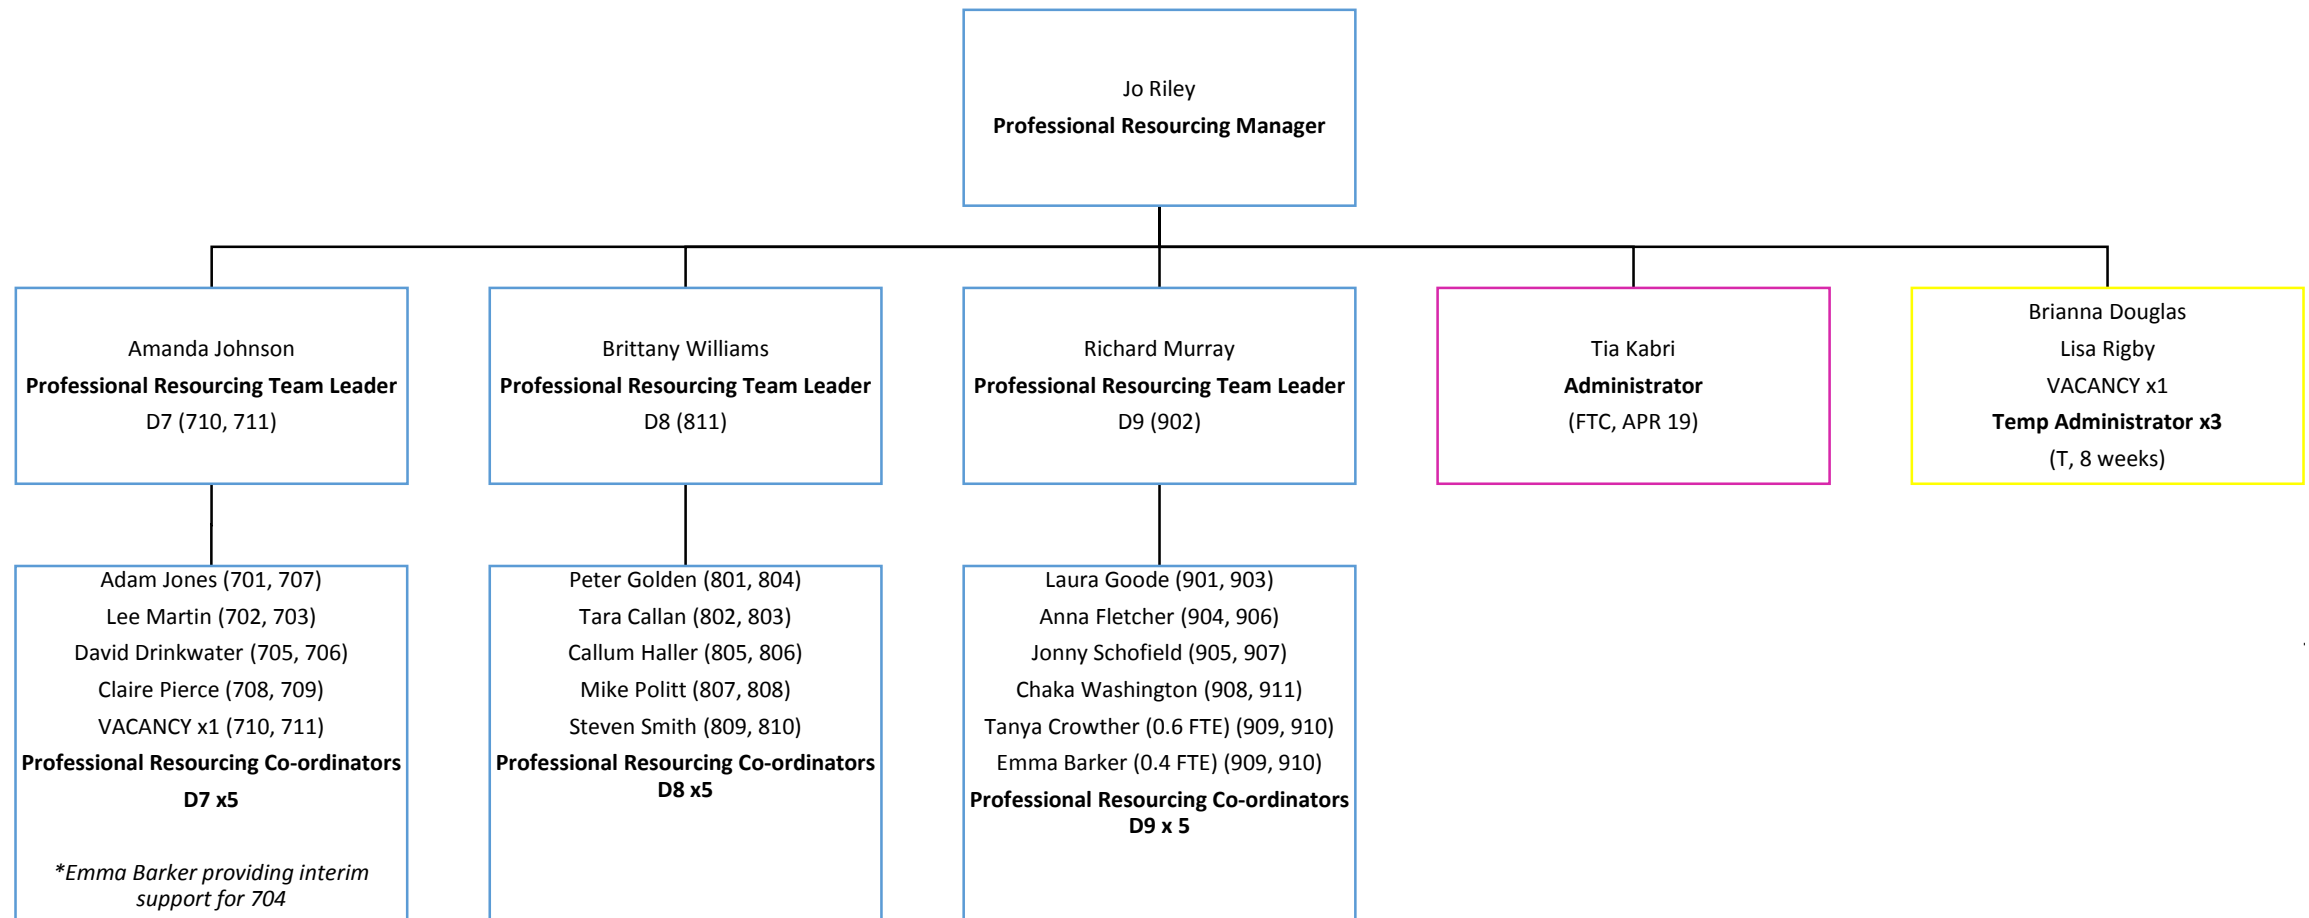 Jo Riley
Professional Resourcing Manager
Amanda Johnson
Professional Resourcing Team Leader
D7 (710, 711)
Brittany Williams
Professional Resourcing Team Leader
D8 (811)
Richard Murray
Professional Resourcing Team Leader
D9 (902)
Tia Kabri
Administrator
(FTC, APR 19)
Brianna Douglas
Lisa Rigby
VACANCY x1
Temp Administrator x3
(T, 8 weeks)
Adam Jones (701, 707)
Lee Martin (702, 703)
David Drinkwater (705, 706)
Claire Pierce (708, 709)
VACANCY x1 (710, 711)
Professional Resourcing Co-ordinators
D7 x5
*Emma Barker providing interim
support for 704
Peter Golden (801, 804)
Tara Callan (802, 803)
Callum Haller (805, 806)
Mike Politt (807, 808)
Steven Smith (809, 810)
Professional Resourcing Co-ordinators
D8 x5
Laura Goode (901, 903)
Anna Fletcher (904, 906)
Jonny Schofield (905, 907)
Chaka Washington (908, 911)
Tanya Crowther (0.6 FTE) (909, 910)
Emma Barker (0.4 FTE) (909, 910)
Professional Resourcing Co-ordinators
D9 x 5